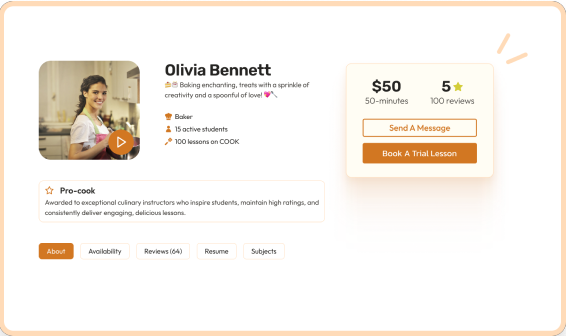 Olivia Bennett
Baking enchanting, treats with a sprinkle of
creativity and a spoonful of love!
Baker
15 active students
100 lessons on COOK
$50
50-minutes
5
100 reviews
Send A Message
Book A Trial Lesson
Pro-cook
Awarded to exceptional culinary instructors who inspire students, maintain high ratings, and
consistently deliver engaging, delicious lessons.
About
Availability
Reviews (64)
Resume
Subjects